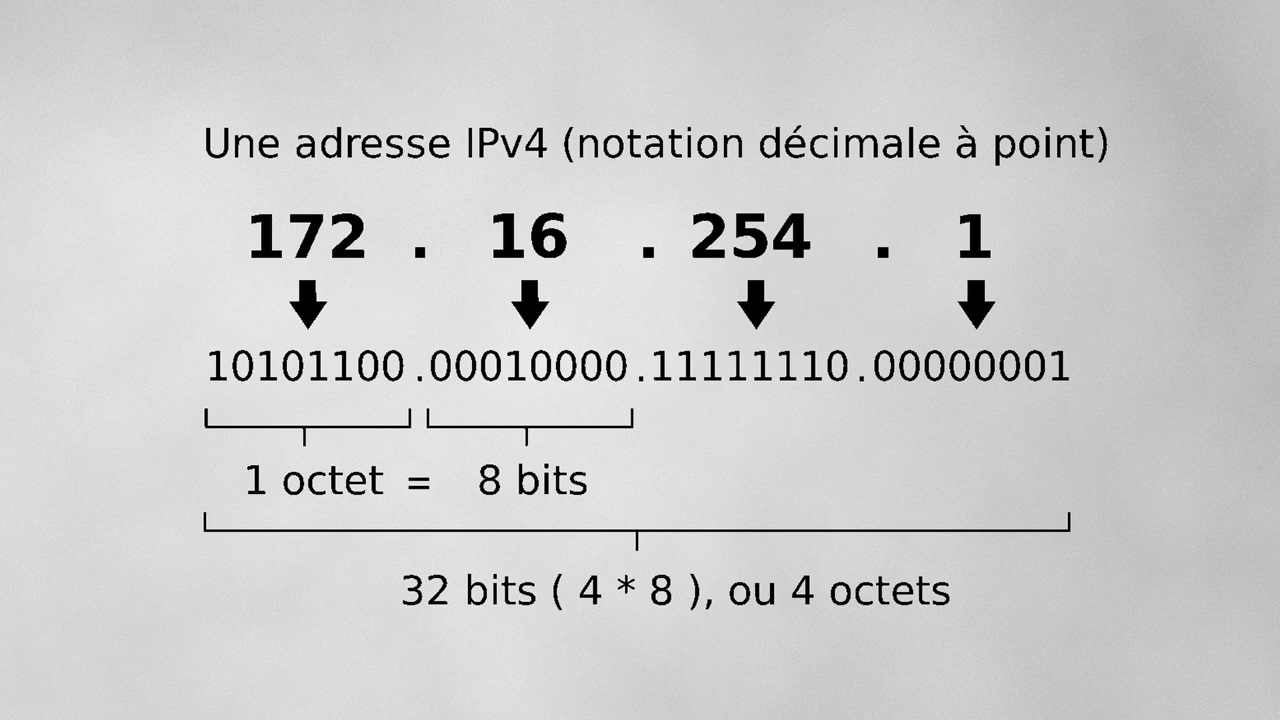 Une adresse IPv4 (notation décimale à point)
172 . 16 . 254 . 1
10101100 .00010000 .11111110 .00000001
1 octet = 8 bits
32 bits ( 4 * 8 ), ou 4 octets